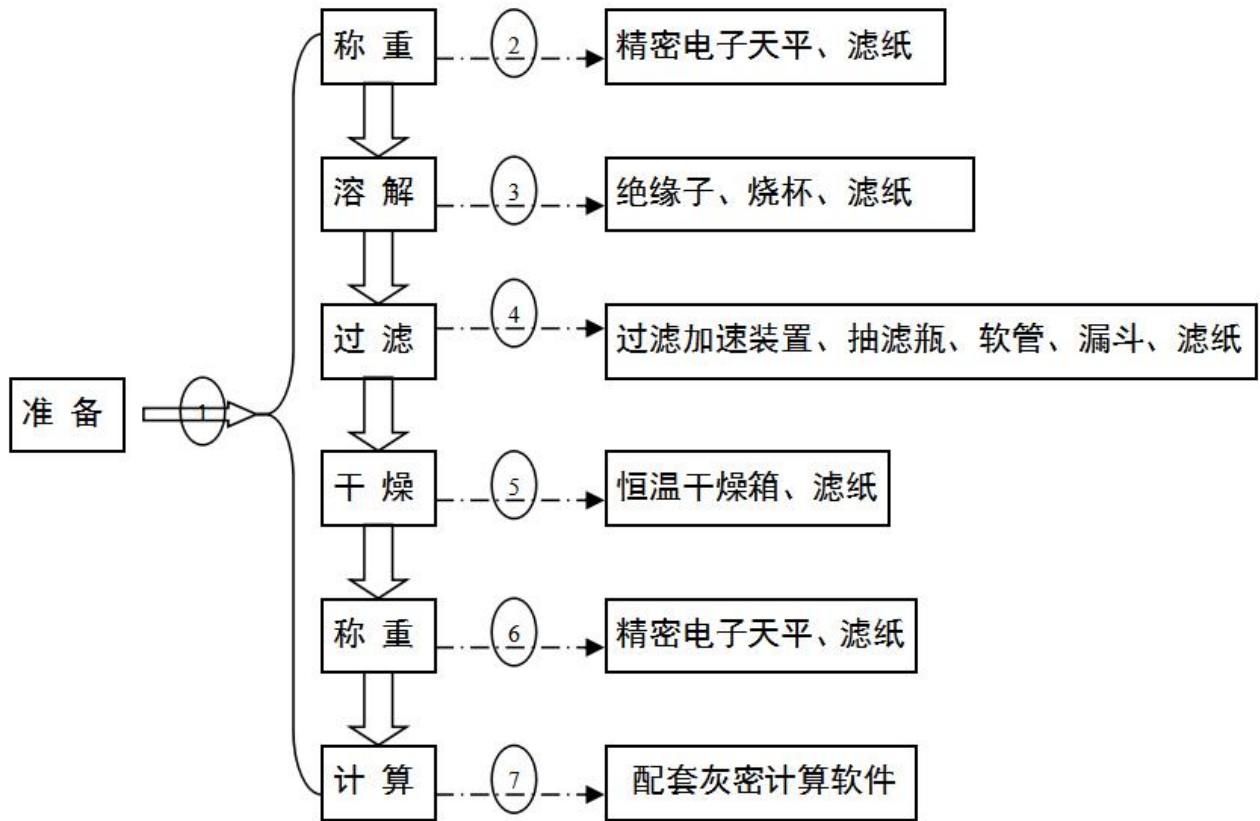 称 重
2
精密电子天平、滤纸
溶 解
3
绝缘子、烧杯、滤纸
过 滤
4
过滤加速装置、抽滤瓶、软管、漏斗、滤纸
准 备
1
干 燥
5
恒温干燥箱、滤纸
称 重
6
精密电子天平、滤纸
计 算
7
配套灰密计算软件